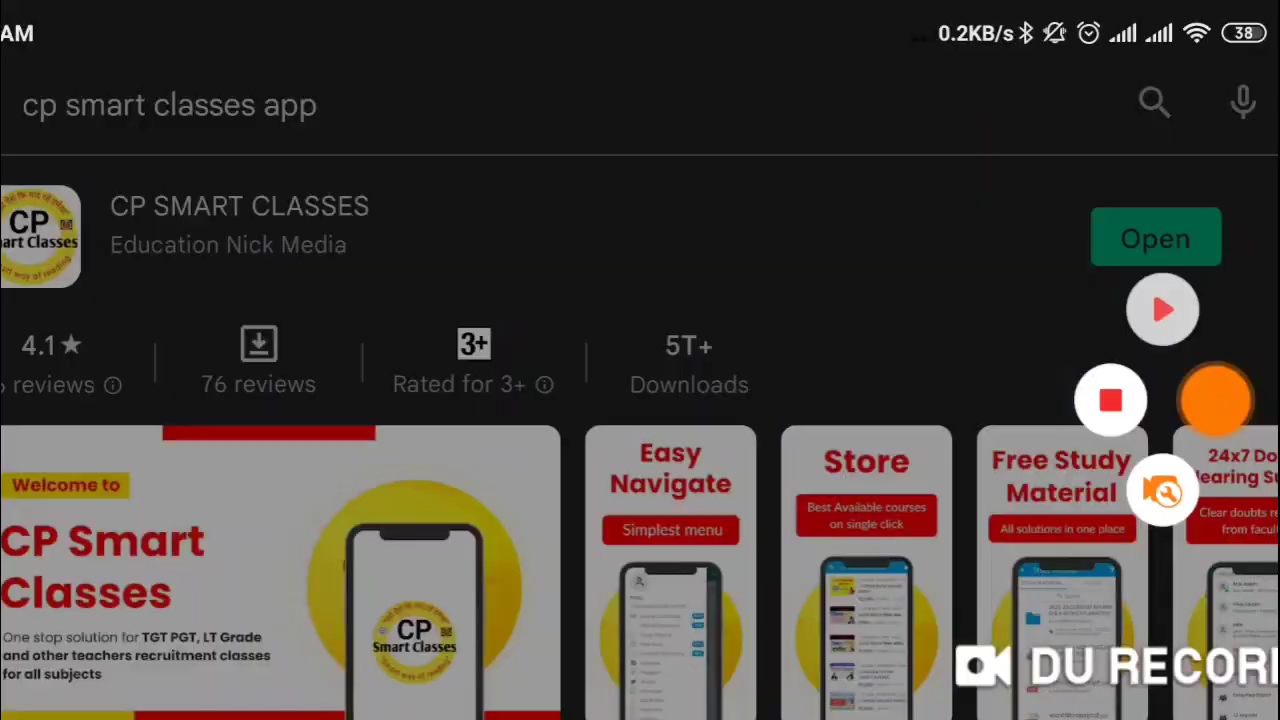 AM
0.2KB/s
38
cp smart classes app
CP SMART CLASSES
Education Nick Media
Open
CP
art Classes
4.1★
reviews
76 reviews
3+
Rated for 3+
5T+
Downloads
Welcome to
CP Smart
Classes
One stop solution for TGT PGT, LT Grade
and other teachers recruitment classes
for all subjects
CP
Smart Classes
Easy
Navigate
Simplest menu
Store
Best Available courses
on single click
Free Study
Material
All solutions in one place
24x7 Do
earing S
Clear doubts
from facul
DU RECOR